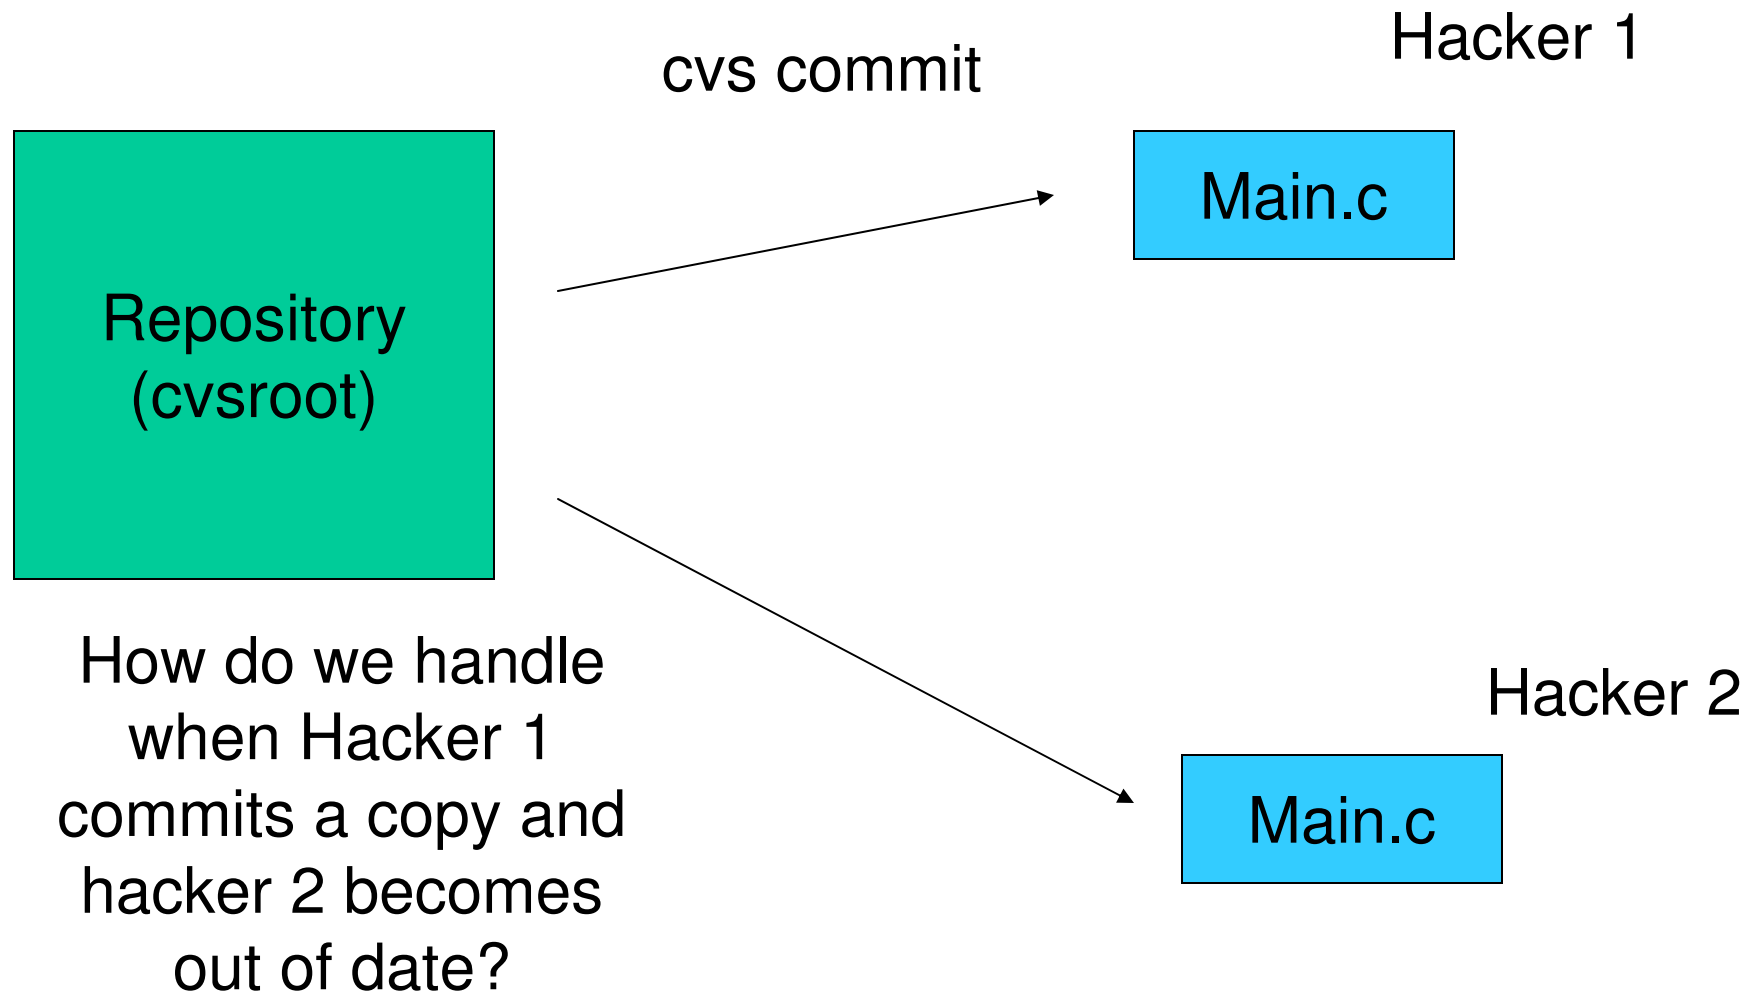 cvs commit
Hacker 1
Main.c
Repository
(cvsroot)
How do we handle
when Hacker 1
commits a copy and
hacker 2 becomes
out of date?
Hacker 2
Main.c